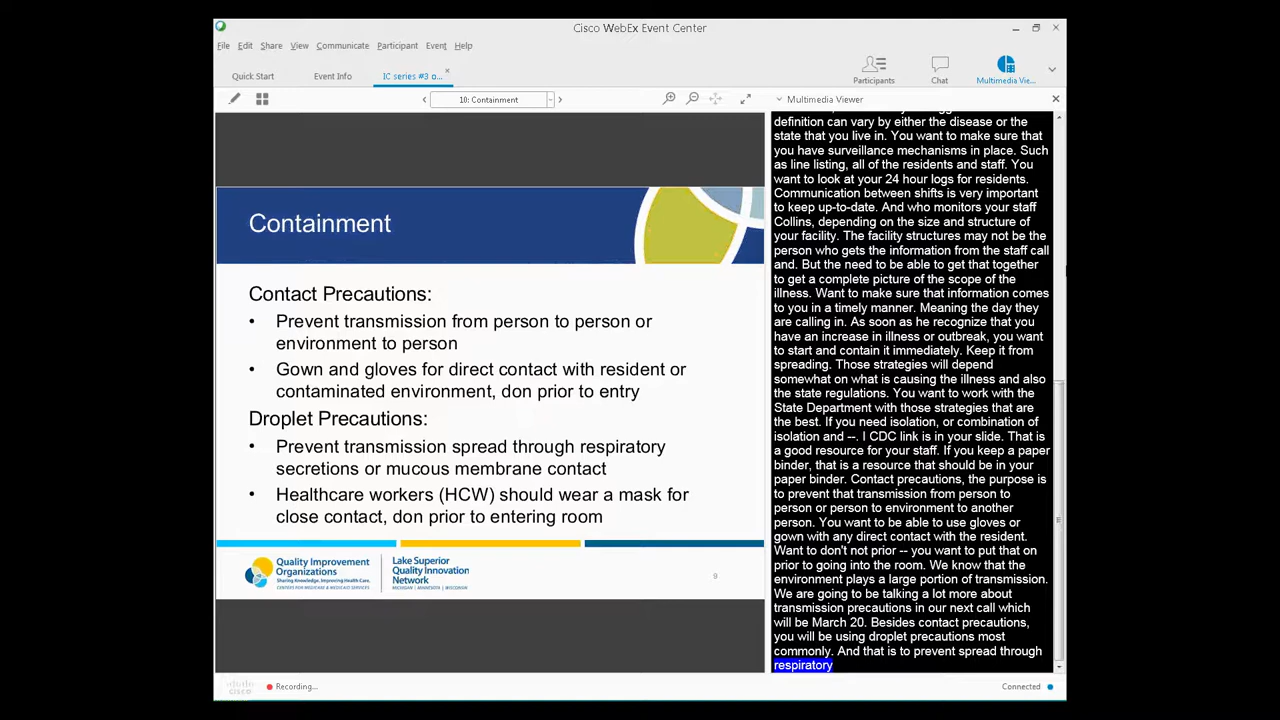 Cisco WebEx Event Center
File Edit Share View Communicate Participant Event Help
Quick Start Event Info IC series #3 o...
Participants Chat Multimedia Vie...
10: Containment
Multimedia Viewer
Containment
Contact Precautions:
• Prevent transmission from person to person or
environment to person
• Gown and gloves for direct contact with resident or
contaminated environment, don prior to entry
Droplet Precautions:
• Prevent transmission spread through respiratory
secretions or mucous membrane contact
• Healthcare workers (HCW) should wear a mask for
close contact, don prior to entering room
Quality Improvement
Organizations
Sharing Knowledge. Improving Health Care.
CENTERS FOR MEDICARE & MEDICAID SERVICES
Lake Superior
Quality Innovation
Network
MICHIGAN | MINNESOTA | WISCONSIN
9
definition can vary by either the disease or the
state that you live in. You want to make sure that
you have surveillance mechanisms in place. Such
as line listing, all of the residents and staff. You
want to look at your 24 hour logs for residents.
Communication between shifts is very important
to keep up-to-date. And who monitors your staff
Collins, depending on the size and structure of
your facility. The facility structures may not be the
person who gets the information from the staff call
and. But the need to be able to get that together
to get a complete picture of the scope of the
illness. Want to make sure that information comes
to you in a timely manner. Meaning the day they
are calling in. As soon as he recognize that you
have an increase in illness or outbreak, you want
to start and contain it immediately. Keep it from
spreading. Those strategies will depend
somewhat on what is causing the illness and also
the state regulations. You want to work with the
State Department with those strategies that are
the best. If you need isolation, or combination of
isolation and --. I CDC link is in your slide. That is
a good resource for your staff. If you keep a paper
binder, that is a resource that should be in your
paper binder. Contact precautions, the purpose is
to prevent that transmission from person to
person or person to environment to another
person. You want to be able to use gloves or
gown with any direct contact with the resident.
Want to don't not prior -- you want to put that on
prior to going into the room. We know that the
environment plays a large portion of transmission.
We are going to be talking a lot more about
transmission precautions in our next call which
will be March 20. Besides contact precautions,
you will be using droplet precautions most
commonly. And that is to prevent spread through
respiratory
cisco
Recording...
Connected